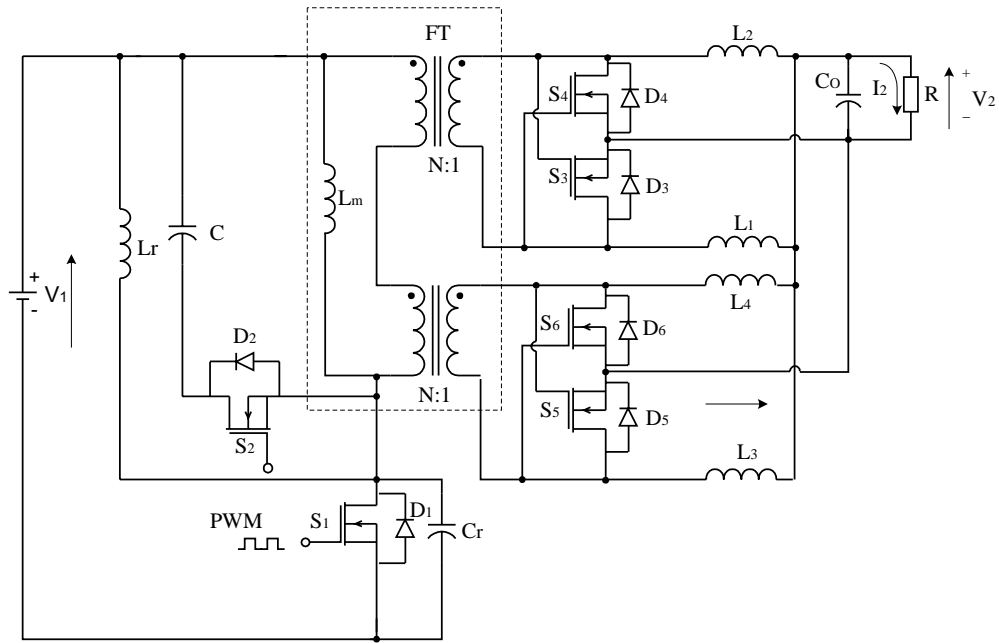 FT
L2
S4
D4
CO
I2
R
+
V2
−
N:1
S3
D3
Lm
L1
Lr
C
+
V1
-
L4
S6
D6
D2
N:1
S5
D5
S2
L3
PWM
S1
D1
Cr